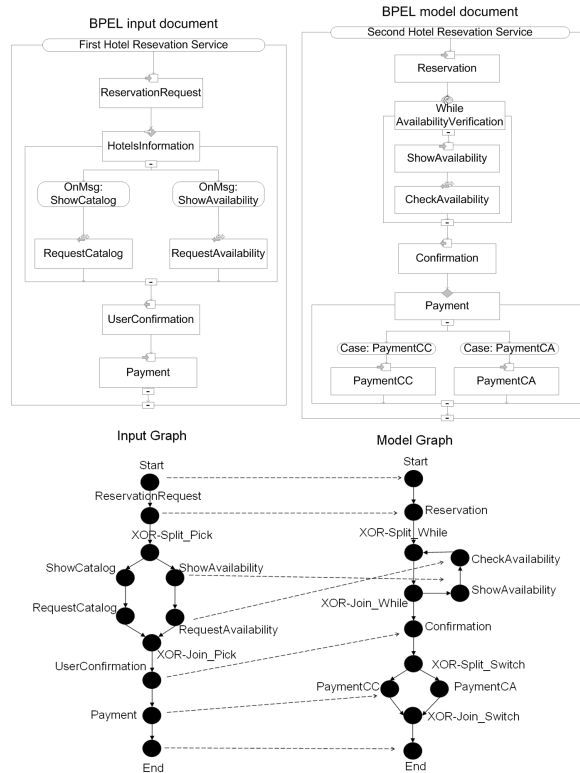 BPEL input document
First Hotel Resevation Service
ReservationRequest
HotelsInformation
OnMsg:
ShowCatalog
OnMsg:
ShowAvailability
RequestCatalog
RequestAvailability
UserConfirmation
Payment
BPEL model document
Second Hotel Resevation Service
Reservation
While
AvailabilityVerification
ShowAvailability
CheckAvailability
Confirmation
Payment
Case: PaymentCC
Case: PaymentCA
PaymentCC
PaymentCA
Input Graph
Start
ReservationRequest
XOR-Split_Pick
ShowCatalog
ShowAvailability
RequestCatalog
RequestAvailability
XOR-Join_Pick
UserConfirmation
Payment
End
Model Graph
Start
Reservation
XOR-Split_While
CheckAvailability
ShowAvailability
XOR-Join_While
Confirmation
XOR-Split_Switch
PaymentCC
PaymentCA
XOR-Join_Switch
End